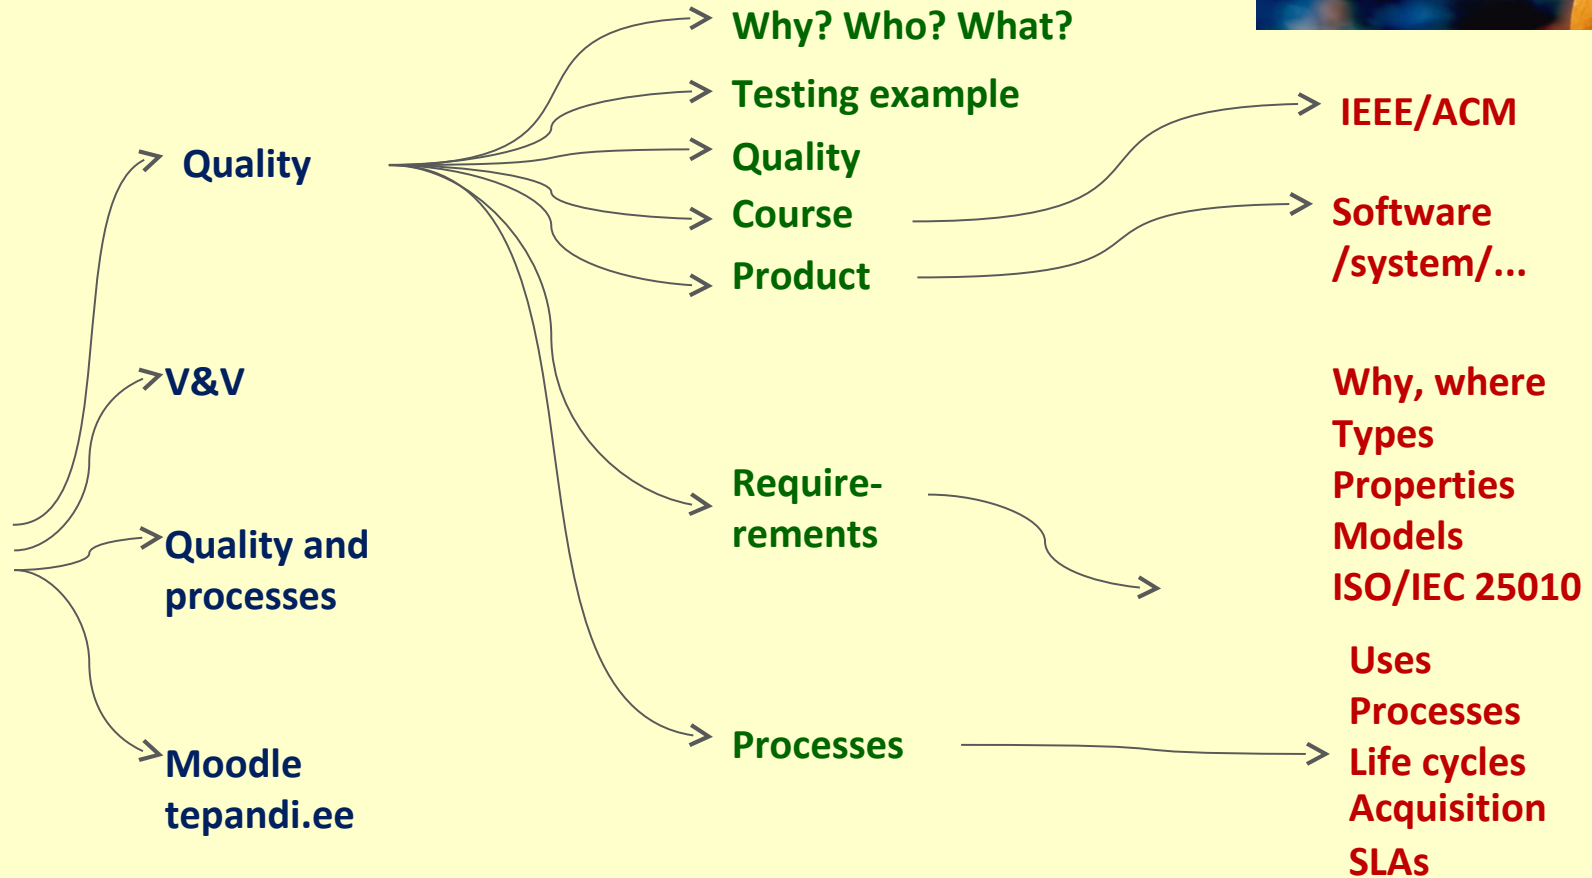 Quality
V&V
Quality and
processes
Moodle
tepandi.ee
Why? Who? What?
Testing example
Quality
Course
Product
Require-
rements
Processes
IEEE/ACM
Software
/system/...
Why, where
Types
Properties
Models
ISO/IEC 25010
Uses
Processes
Life cycles
Acquisition
SLAs